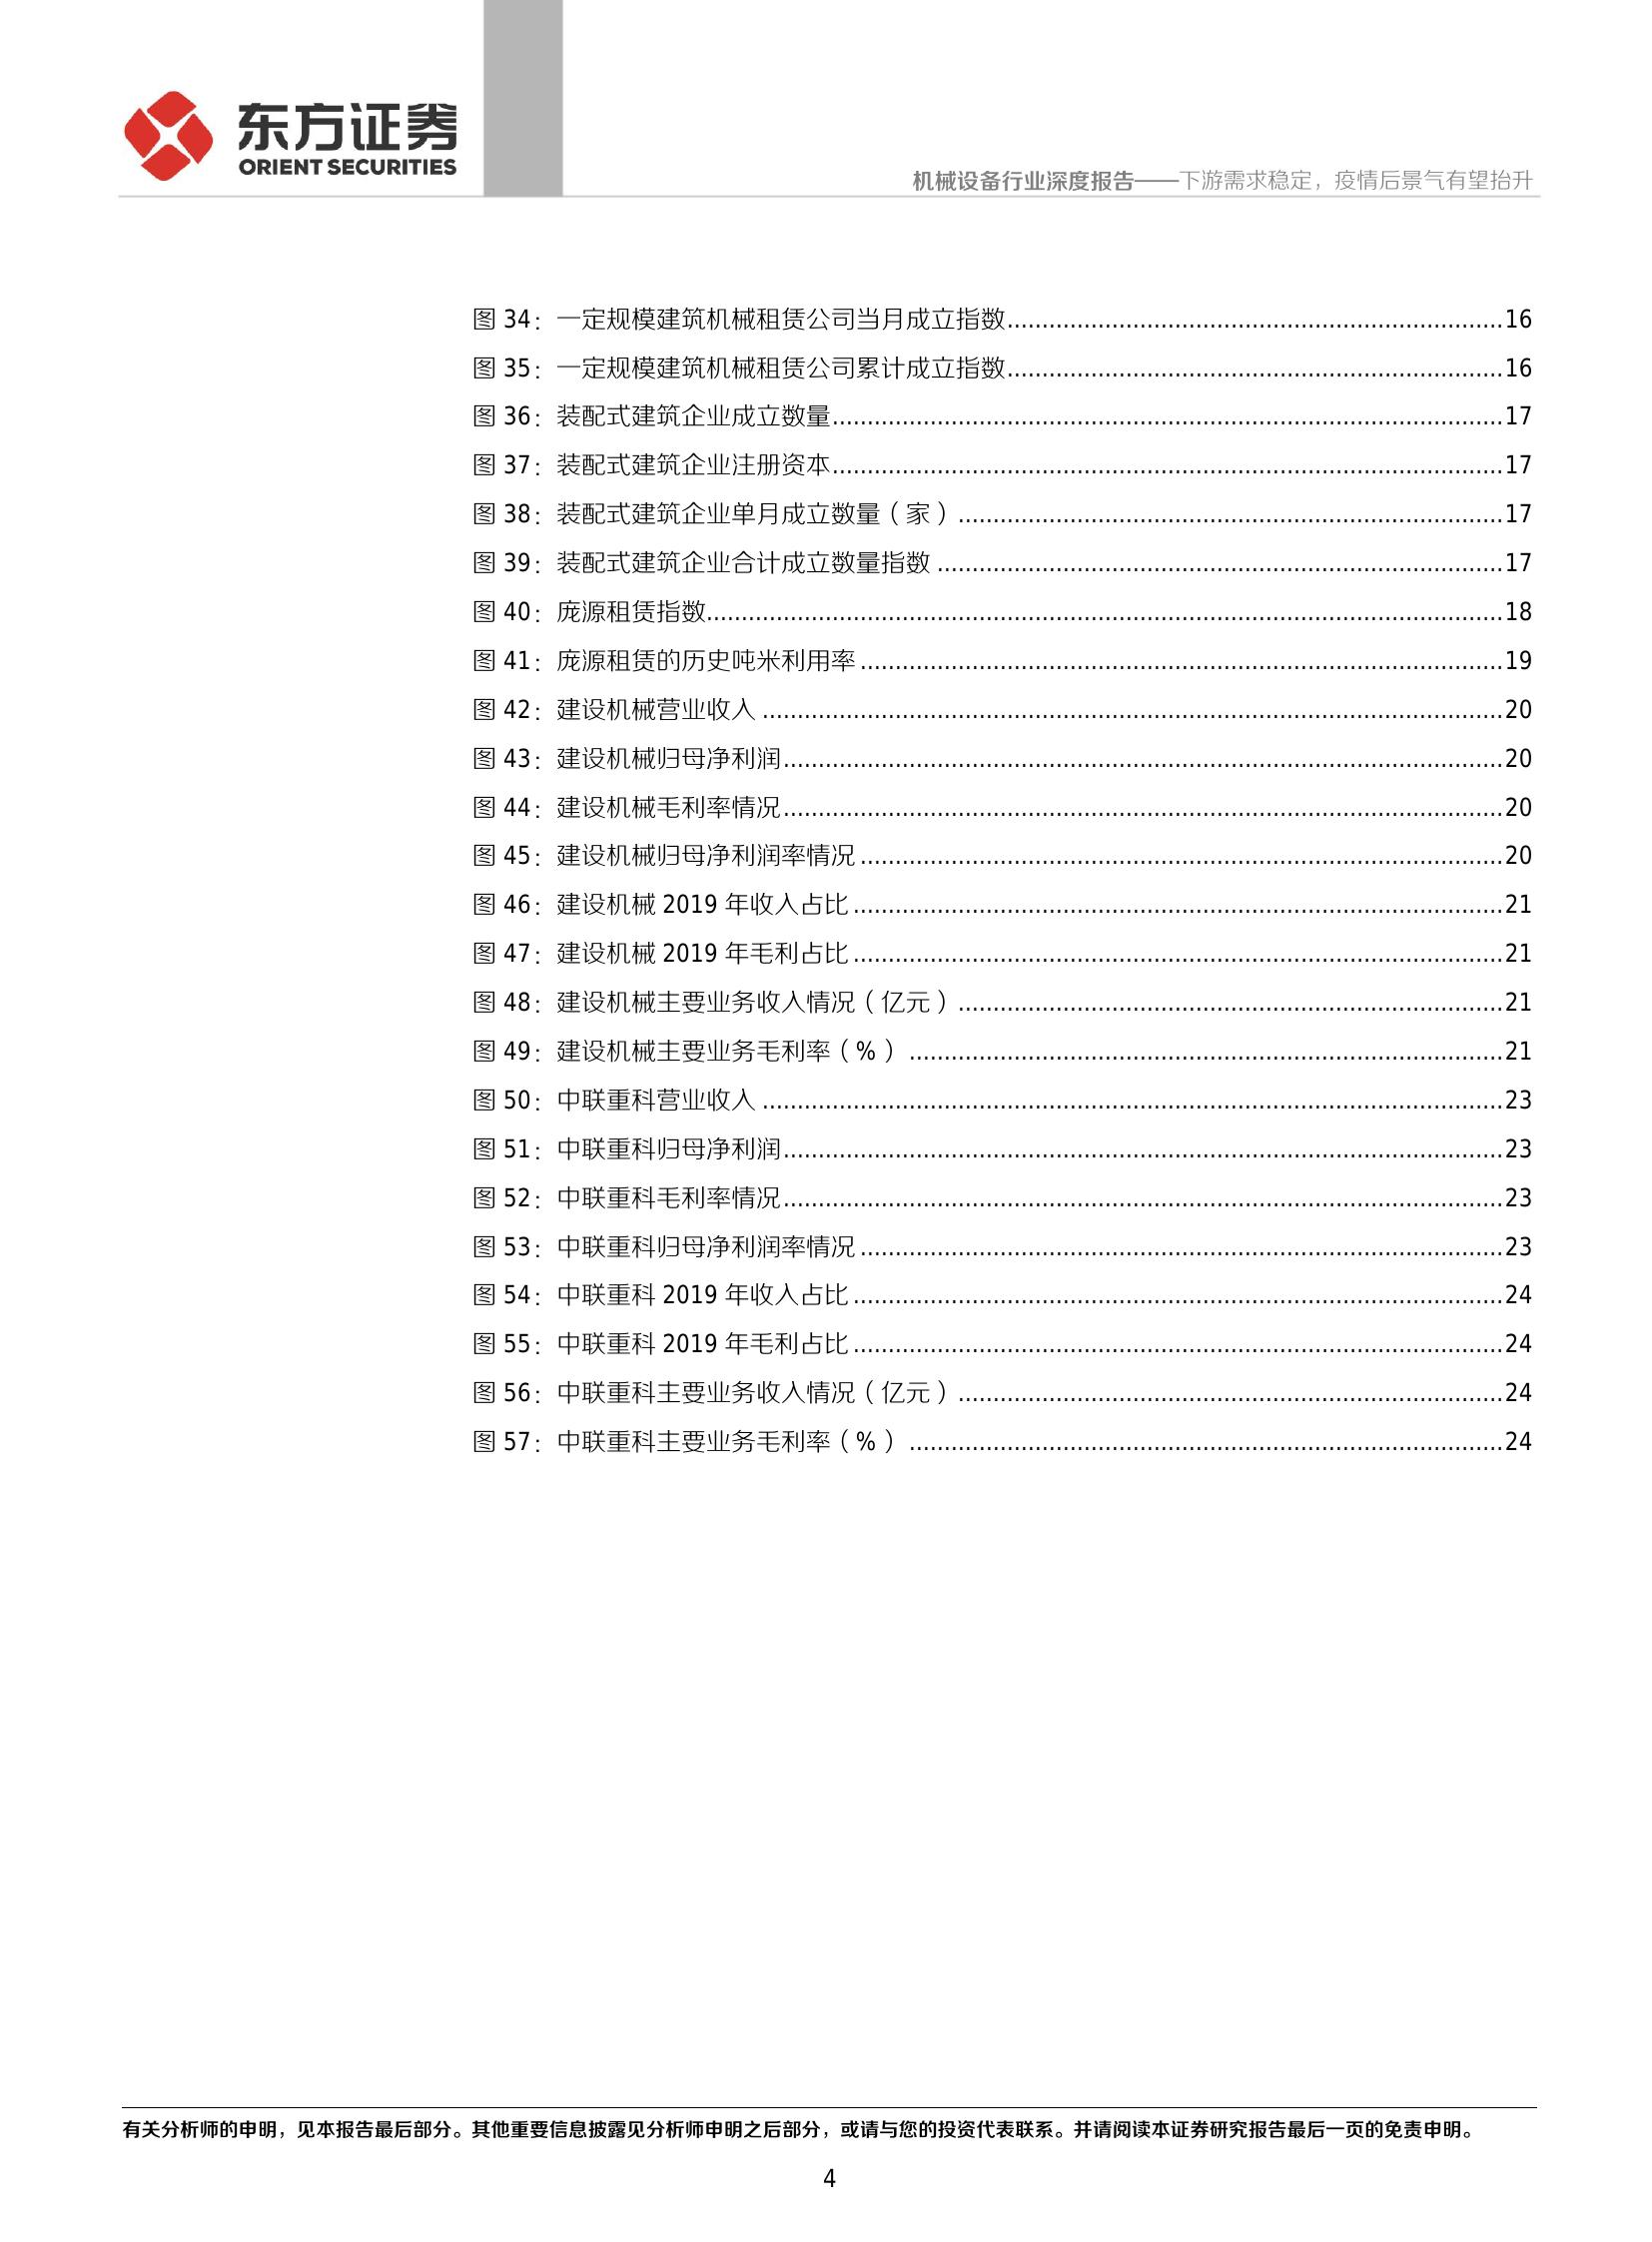 东方证券
ORIENT SECURITIES
机械设备行业深度报告——下游需求稳定，疫情后景气有望抬升
图 34：一定规模建筑机械租赁公司当月成立指数......16
图 35：一定规模建筑机械租赁公司累计成立指数......16
图 36：装配式建筑企业成立数量......17
图 37：装配式建筑企业注册资本......17
图 38：装配式建筑企业单月成立数量（家）......17
图 39：装配式建筑企业合计成立数量指数......17
图 40：庞源租赁指数......18
图 41：庞源租赁的历史吨米利用率......19
图 42：建设机械营业收入......20
图 43：建设机械归母净利润......20
图 44：建设机械毛利率情况......20
图 45：建设机械归母净利润率情况......20
图 46：建设机械 2019 年收入占比......21
图 47：建设机械 2019 年毛利占比......21
图 48：建设机械主要业务收入情况（亿元）......21
图 49：建设机械主要业务毛利率（%）......21
图 50：中联重科营业收入......23
图 51：中联重科归母净利润......23
图 52：中联重科毛利率情况......23
图 53：中联重科归母净利润率情况......23
图 54：中联重科 2019 年收入占比......24
图 55：中联重科 2019 年毛利占比......24
图 56：中联重科主要业务收入情况（亿元）......24
图 57：中联重科主要业务毛利率（%）......24
有关分析师的申明，见本报告最后部分。其他重要信息披露见分析师申明之后部分，或请与您的投资代表联系。并请阅读本证券研究报告最后一页的免责申明。
4